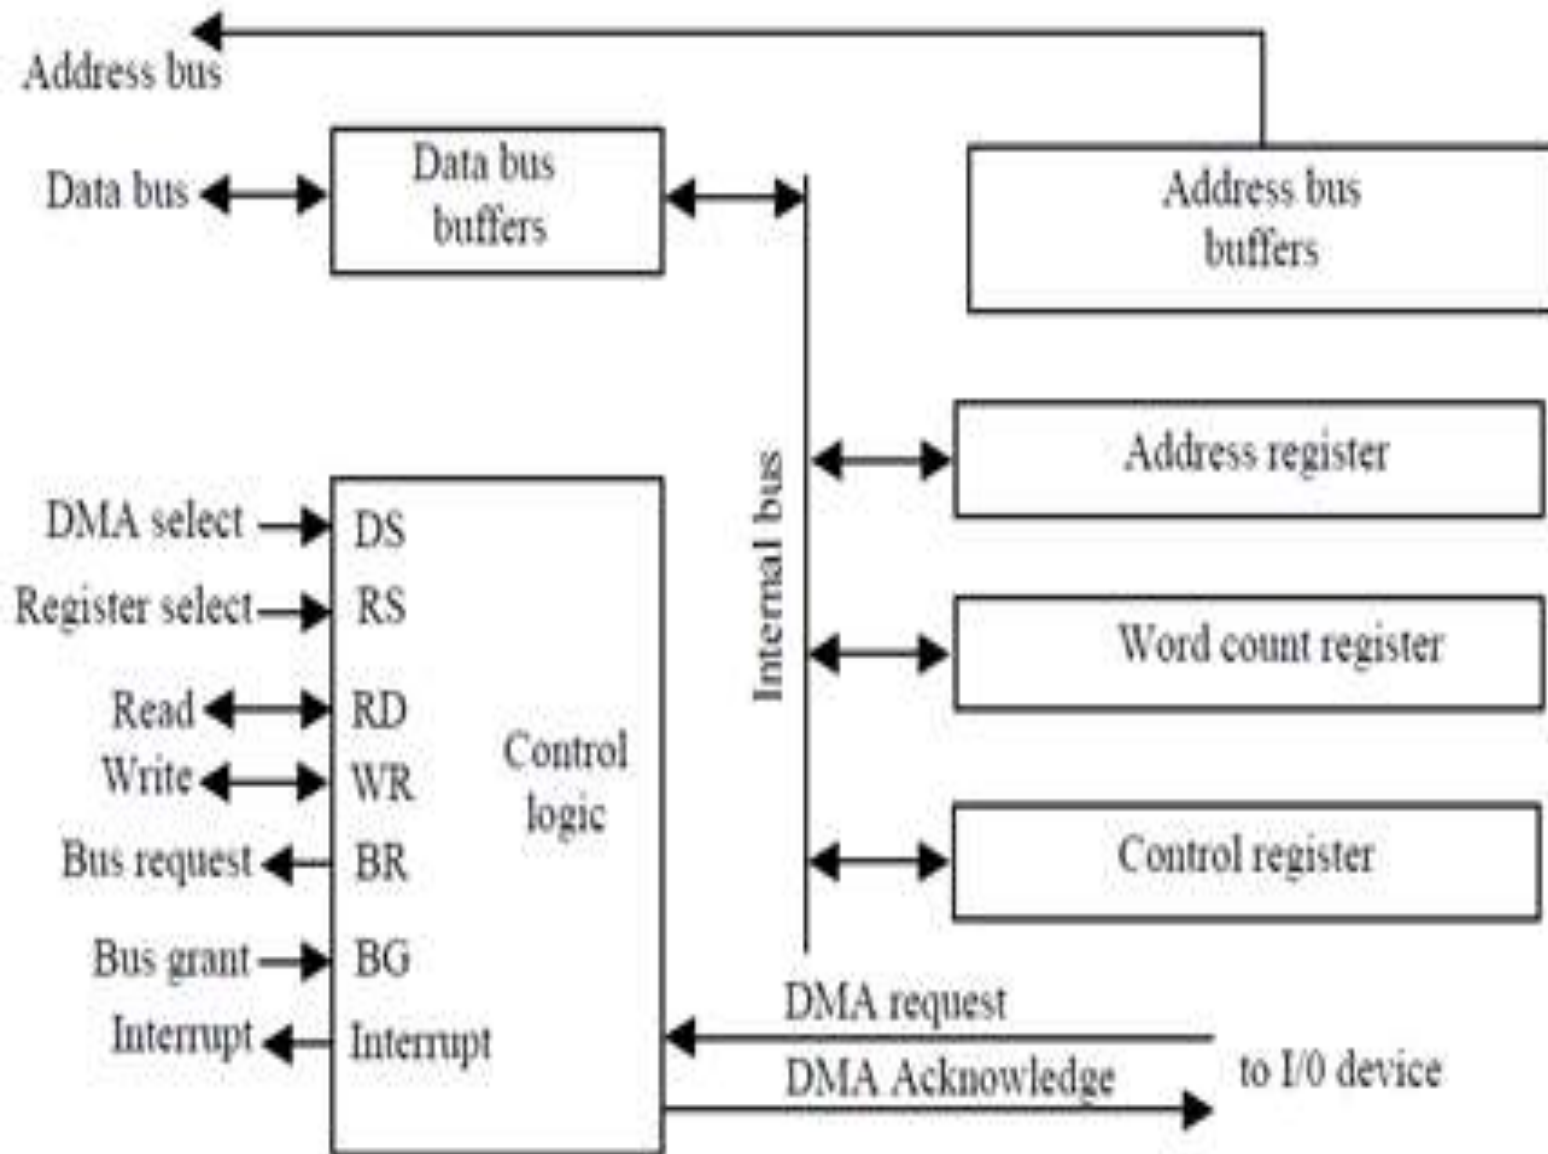 Address bus
Data bus
Data bus
buffers
Address bus
buffers
Internal bus
Address register
Word count register
Control register
DMA select
DS
Register select
RS
Read
RD
Write
WR
Control
logic
Bus request
BR
Bus grant
BG
Interrupt
Interrupt
DMA request
DMA Acknowledge
to I/0 device